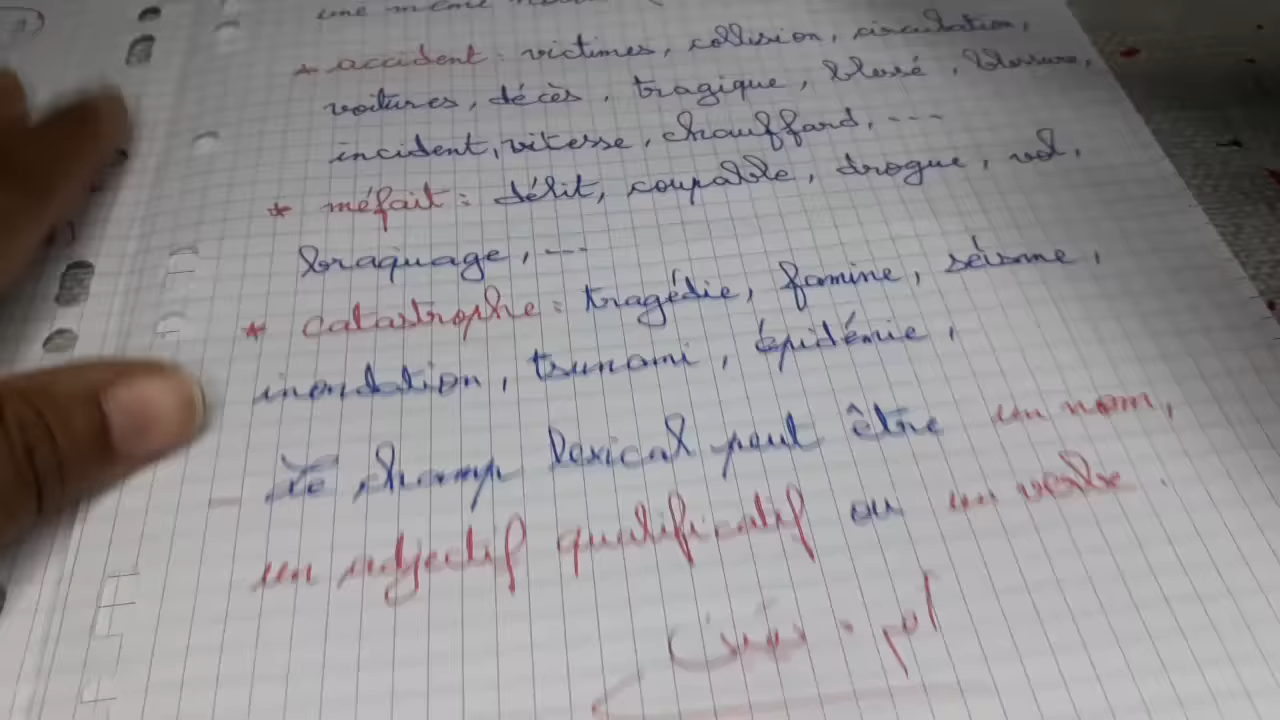 une même
* accident : victimes, collision, circulation,
voitures, décès, tragique, blessé, blessure,
incident, vitesse, chauffard, ...
* méfait : délit, coupable, drogue, vol,
braquage, ...
* catastrophe : tragédie, famine, séisme,
inondation, tsunami, épidémie,
Le champ lexical peut être un nom,
un adjectif qualificatif ou un verbe.